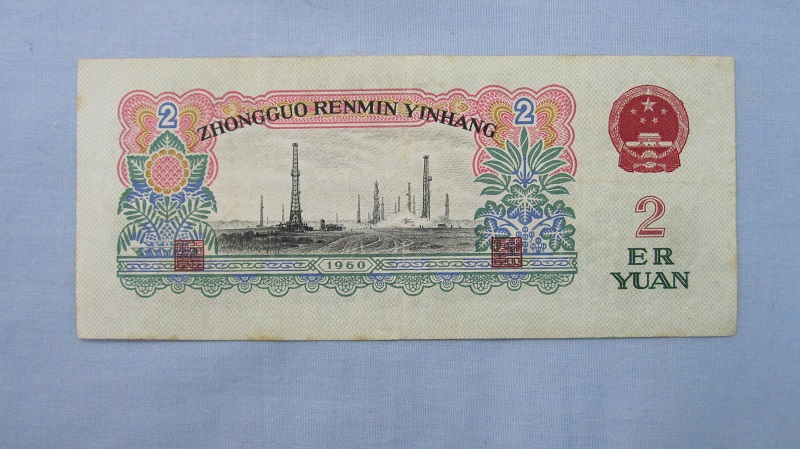 2
2
ZHONGGUO RENMIN YINHANG
1960
2
ER
YUAN